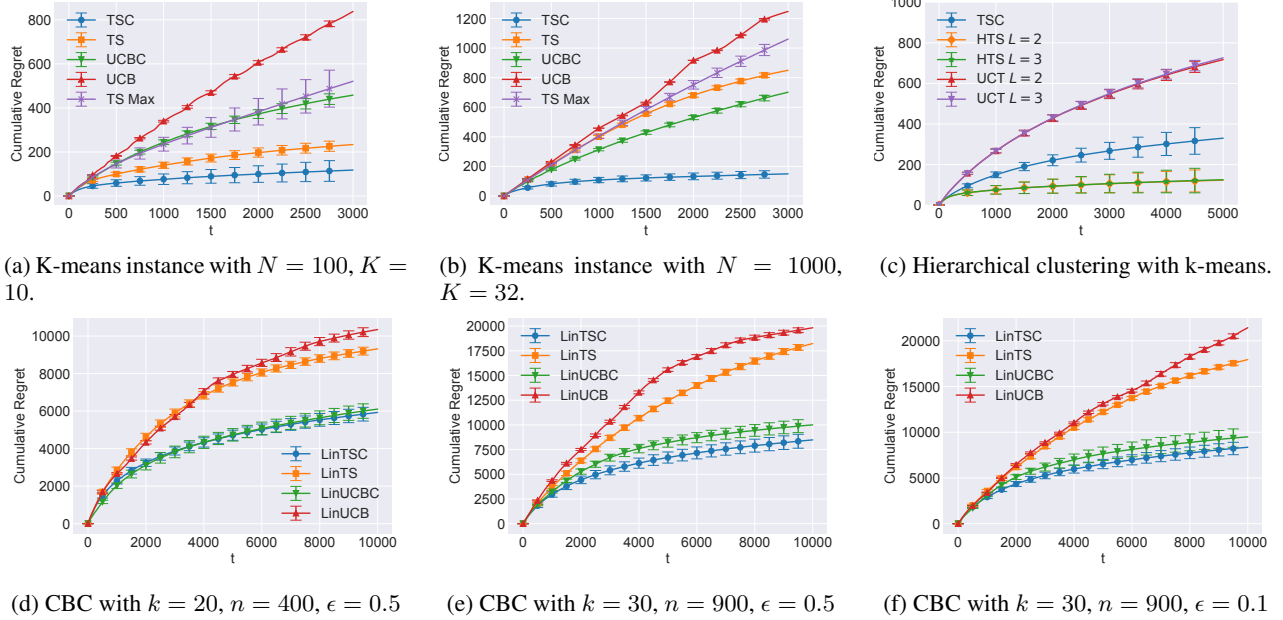 800
600
400
200
0
Cumulative Regret
TSC
TS
UCBC
UCB
TS Max
0 500 1000 1500 2000 2500 3000
t
(a) K-means instance with N = 100, K =
10.
1200
1000
800
600
400
200
0
Cumulative Regret
TSC
TS
UCBC
UCB
TS Max
0 500 1000 1500 2000 2500 3000
t
(b) K-means instance with N = 1000,
K = 32.
1000
800
600
400
200
0
Cumulative Regret
TSC
HTS L = 2
HTS L = 3
UCT L = 2
UCT L = 3
0 1000 2000 3000 4000 5000
t
(c) Hierarchical clustering with k-means.
10000
8000
6000
4000
2000
0
Cumulative Regret
LinTSC
LinTS
LinUCBC
LinUCB
0 2000 4000 6000 8000 10000
t
(d) CBC with k = 20, n = 400, ϵ = 0.5
20000
17500
15000
12500
10000
7500
5000
2500
0
Cumulative Regret
LinTSC
LinTS
LinUCBC
LinUCB
0 2000 4000 6000 8000 10000
t
(e) CBC with k = 30, n = 900, ϵ = 0.5
20000
15000
10000
5000
0
Cumulative Regret
LinTSC
LinTS
LinUCBC
LinUCB
0 2000 4000 6000 8000 10000
t
(f) CBC with k = 30, n = 900, ϵ = 0.1